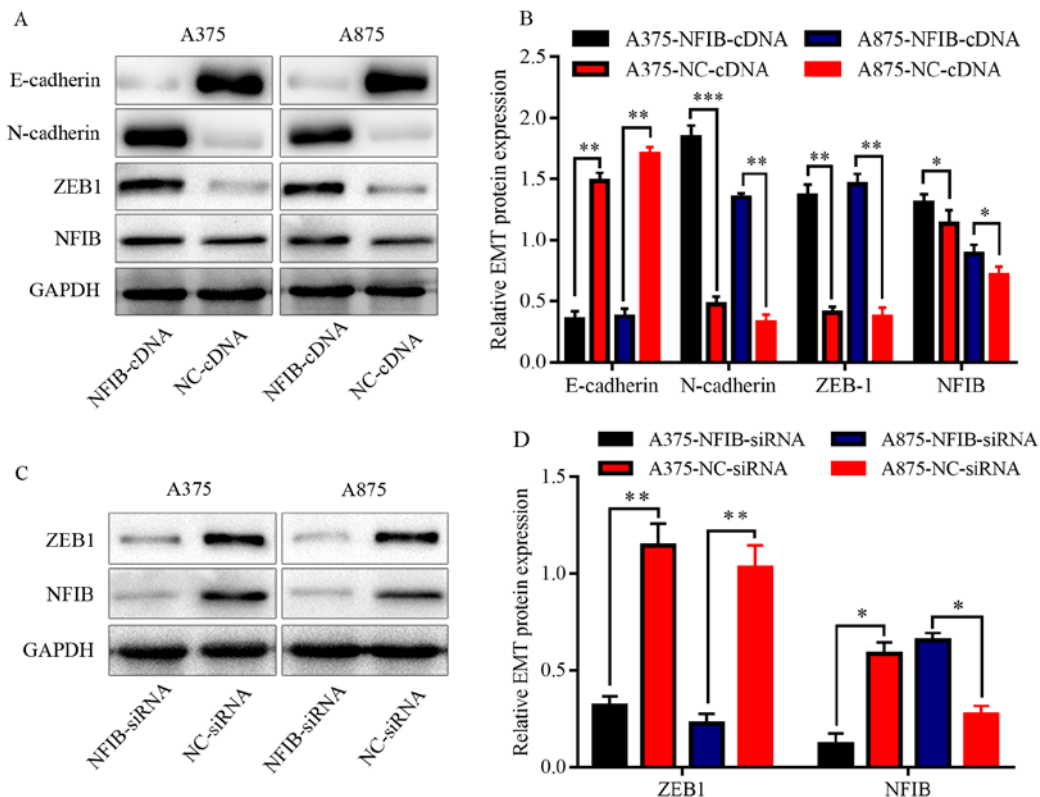 A
A375
A875
E-cadherin
N-cadherin
ZEB1
NFIB
GAPDH
NFIB-cDNA
NC-cDNA
NFIB-cDNA
NC-cDNA
B
A375-NFIB-cDNA
A875-NFIB-cDNA
A375-NC-cDNA
A875-NC-cDNA
Relative EMT protein expression
2.0
1.5
1.0
0.5
0.0
**
**
***
**
**
**
*
*
E-cadherin
N-cadherin
ZEB-1
NFIB
C
A375
A875
ZEB1
NFIB
GAPDH
NFIB-siRNA
NC-siRNA
NFIB-siRNA
NC-siRNA
D
A375-NFIB-siRNA
A875-NFIB-siRNA
A375-NC-siRNA
A875-NC-siRNA
Relative EMT protein expression
1.5
1.0
0.5
0.0
**
**
*
*
ZEB1
NFIB